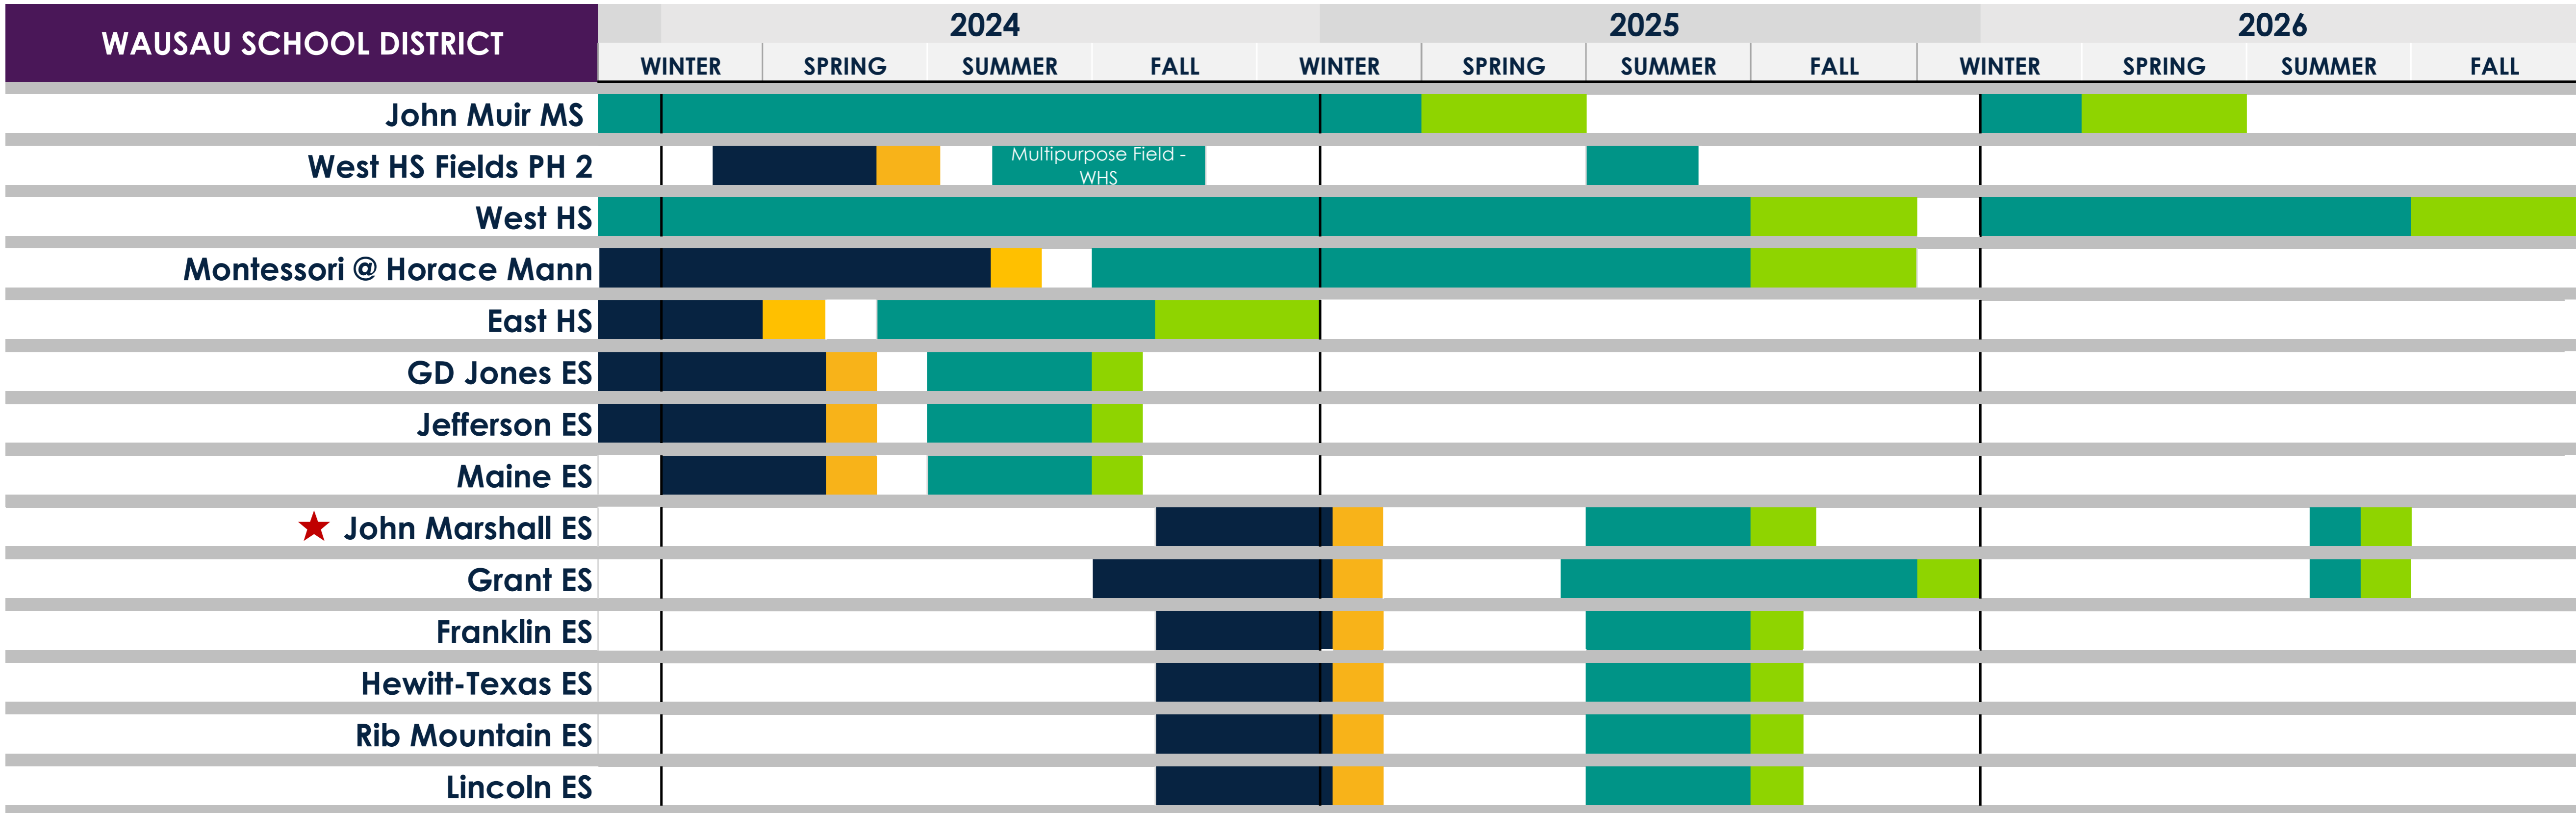 WAUSAU SCHOOL DISTRICT
2024 2025 2026
WINTER SPRING SUMMER FALL WINTER SPRING SUMMER FALL WINTER SPRING SUMMER FALL
John Muir MS
West HS Fields PH 2
Multipurpose Field -
WHS
West HS
Montessori @ Horace Mann
East HS
GD Jones ES
Jefferson ES
Maine ES
John Marshall ES
Grant ES
Franklin ES
Hewitt-Texas ES
Rib Mountain ES
Lincoln ES